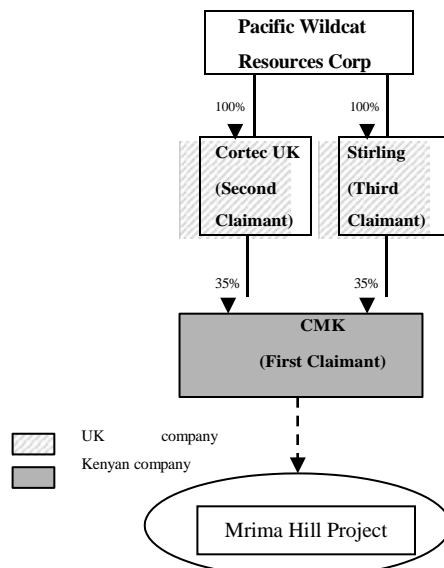 Pacific Wildcat
Resources Corp
100% 100%
Cortec UK Stirling
(Second (Third
Claimant) Claimant)
35% 35%
CMK
(First Claimant)
UK company
Kenyan company
Mrima Hill Project